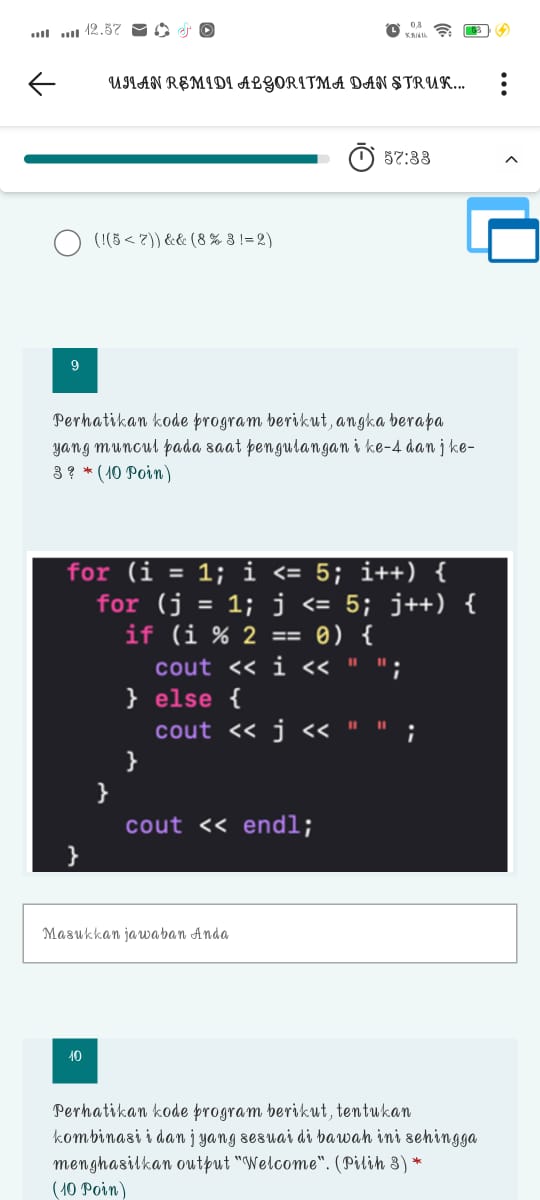 12.57
0,8
KB/dtk
53
UJIAN REMIDI ALGORITMA DAN STRUK...
57:33
(!(5 < 7)) && (8 % 3 != 2)
9
Perhatikan kode program berikut, angka berapa
yang muncul pada saat pengulangan i ke-4 dan j ke-
3 ? * (10 Poin)
for (i = 1; i <= 5; i++) {
for (j = 1; j <= 5; j++) {
if (i % 2 == 0) {
cout << i << " ";
} else {
cout << j << " " ;
}
}
cout << endl;
}
Masukkan jawaban Anda
10
Perhatikan kode program berikut, tentukan
kombinasi i dan j yang sesuai di bawah ini sehingga
menghasilkan output "Welcome". (Pilih 3) *
(10 Poin)